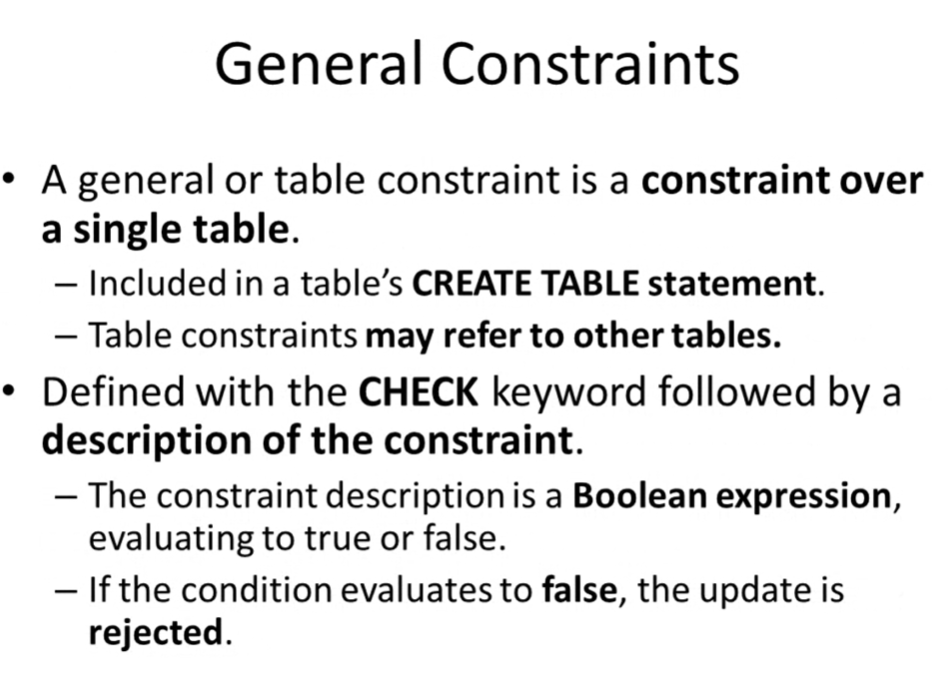 General Constraints
• A general or table constraint is a constraint over
a single table.
– Included in a table’s CREATE TABLE statement.
– Table constraints may refer to other tables.
• Defined with the CHECK keyword followed by a
description of the constraint.
– The constraint description is a Boolean expression,
evaluating to true or false.
– If the condition evaluates to false, the update is
rejected.